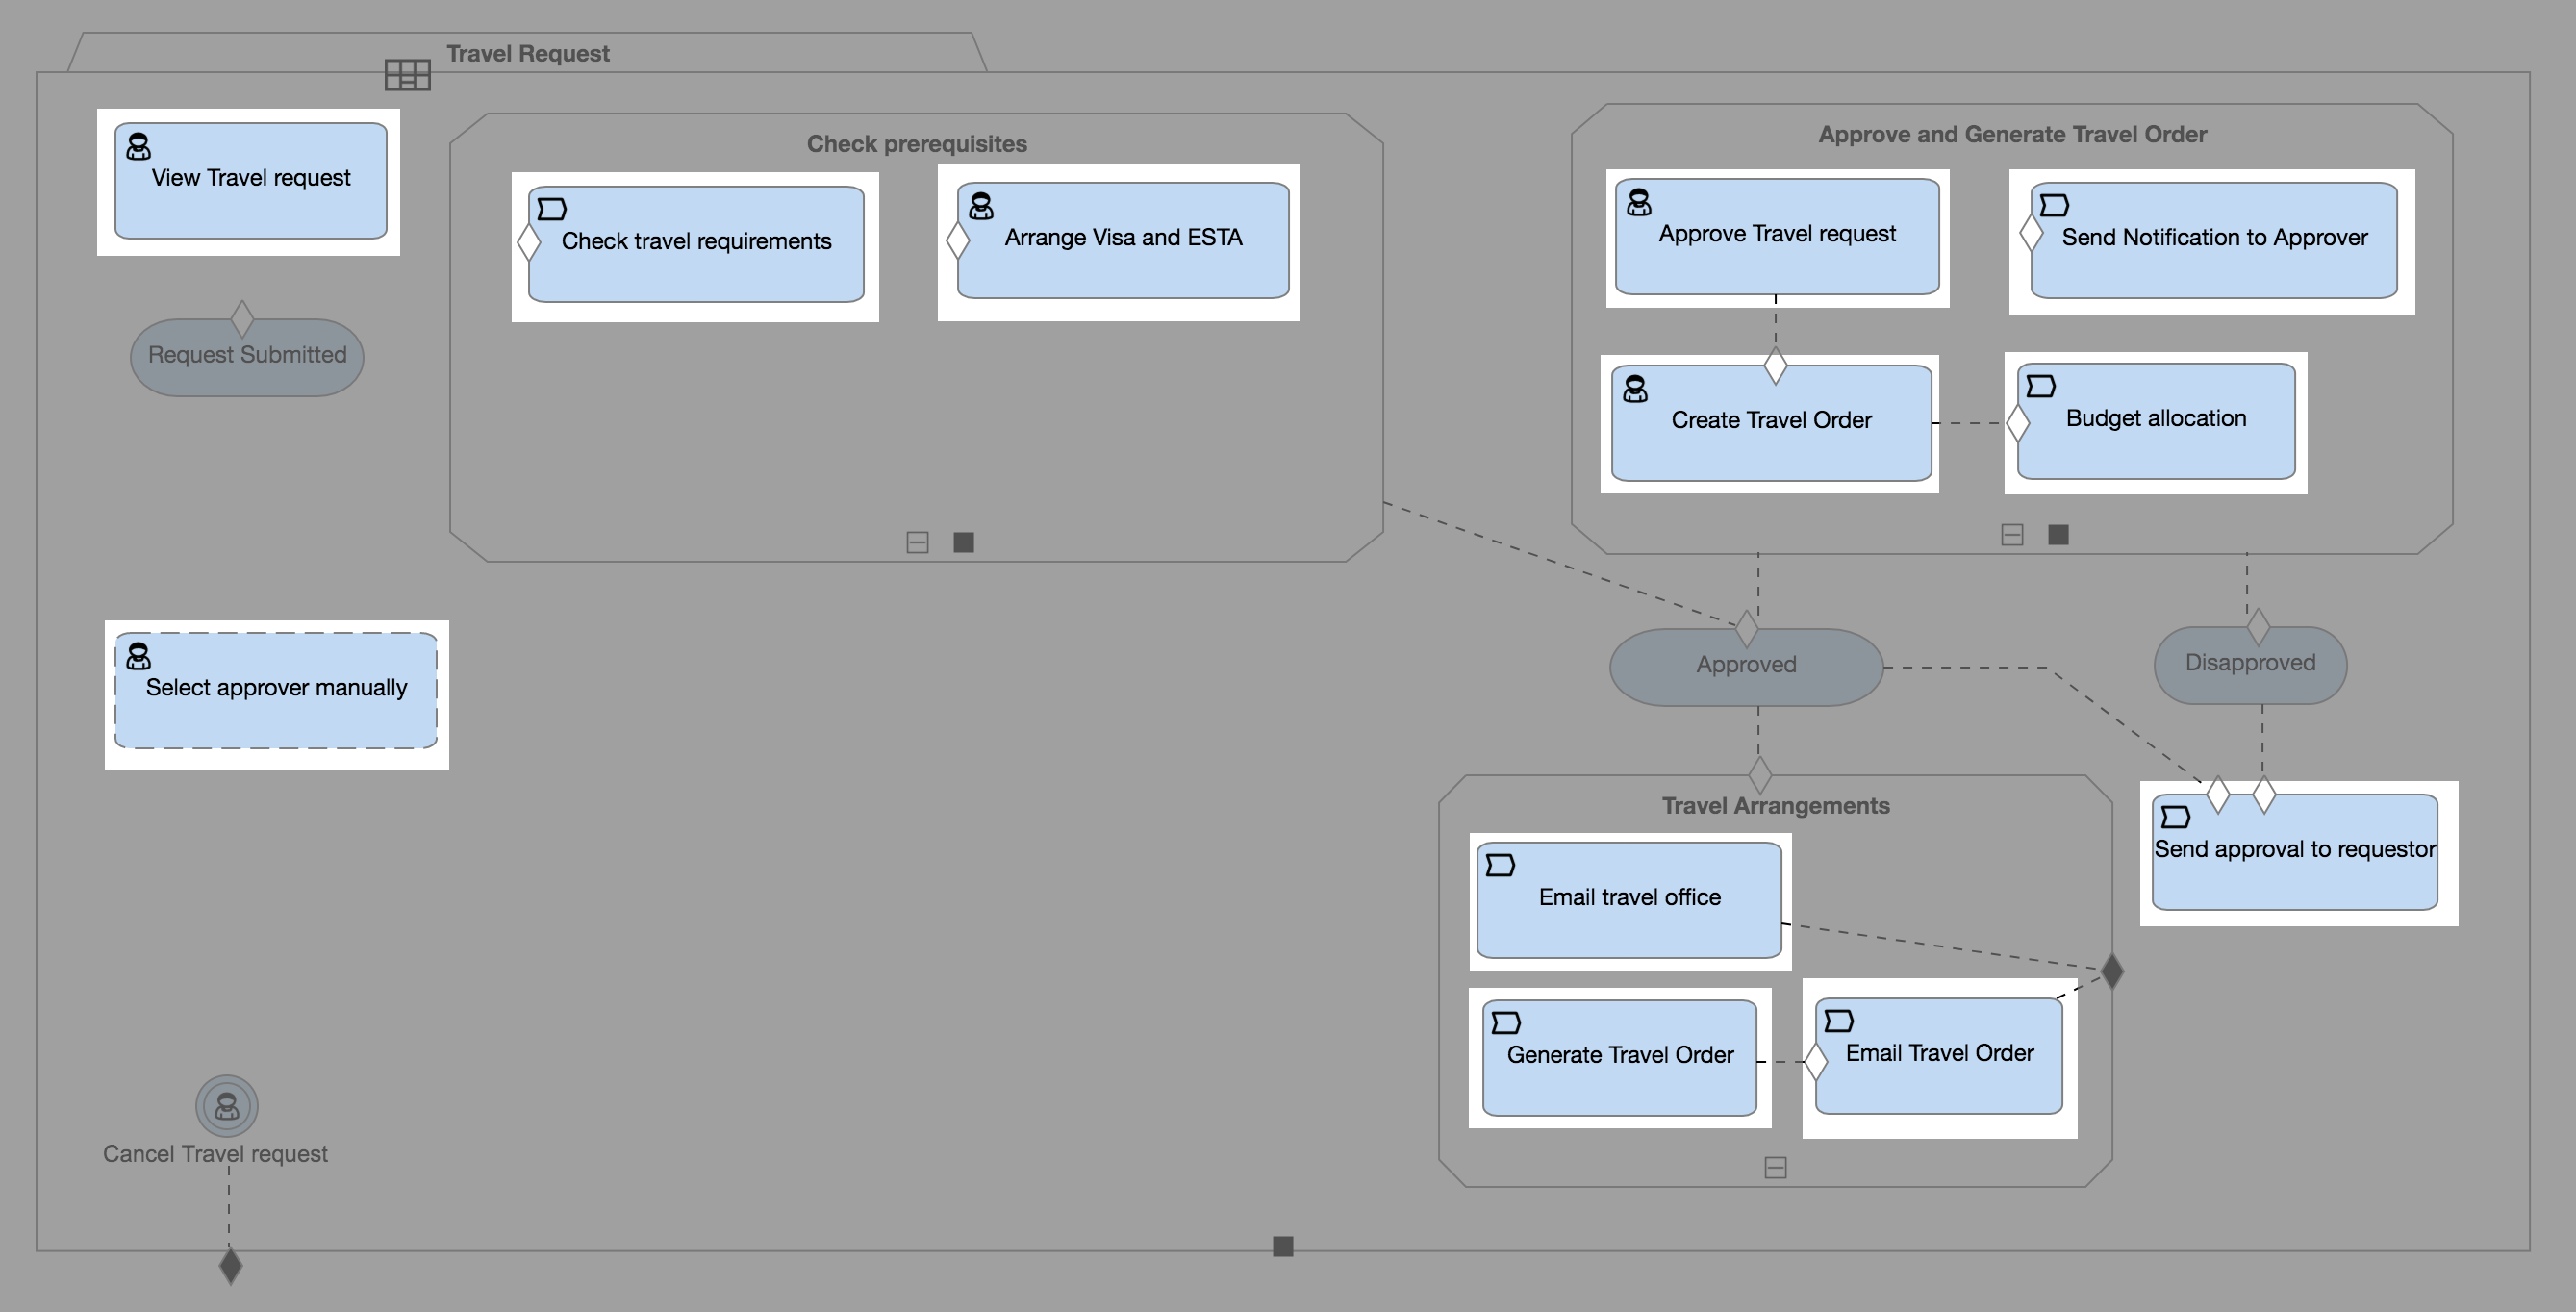 Travel Request
View Travel request
Check prerequisites
Check travel requirements
Arrange Visa and ESTA
Approve and Generate Travel Order
Approve Travel request
Send Notification to Approver
Request Submitted
Create Travel Order
Budget allocation
Select approver manually
Approved
Disapproved
Travel Arrangements
Send approval to requestor
Email travel office
Generate Travel Order
Email Travel Order
Cancel Travel request